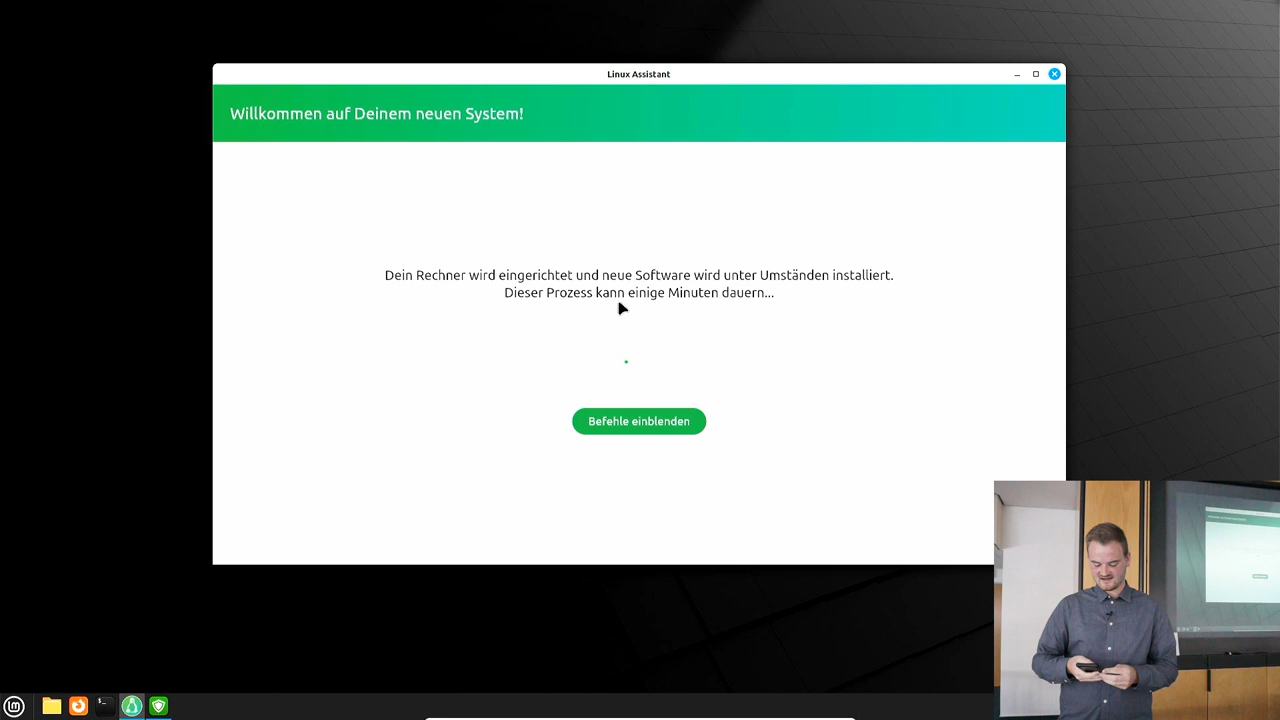 Linux Assistant
Willkommen auf Deinem neuen System!
Dein Rechner wird eingerichtet und neue Software wird unter Umständen installiert.
Dieser Prozess kann einige Minuten dauern...
Befehle einblenden